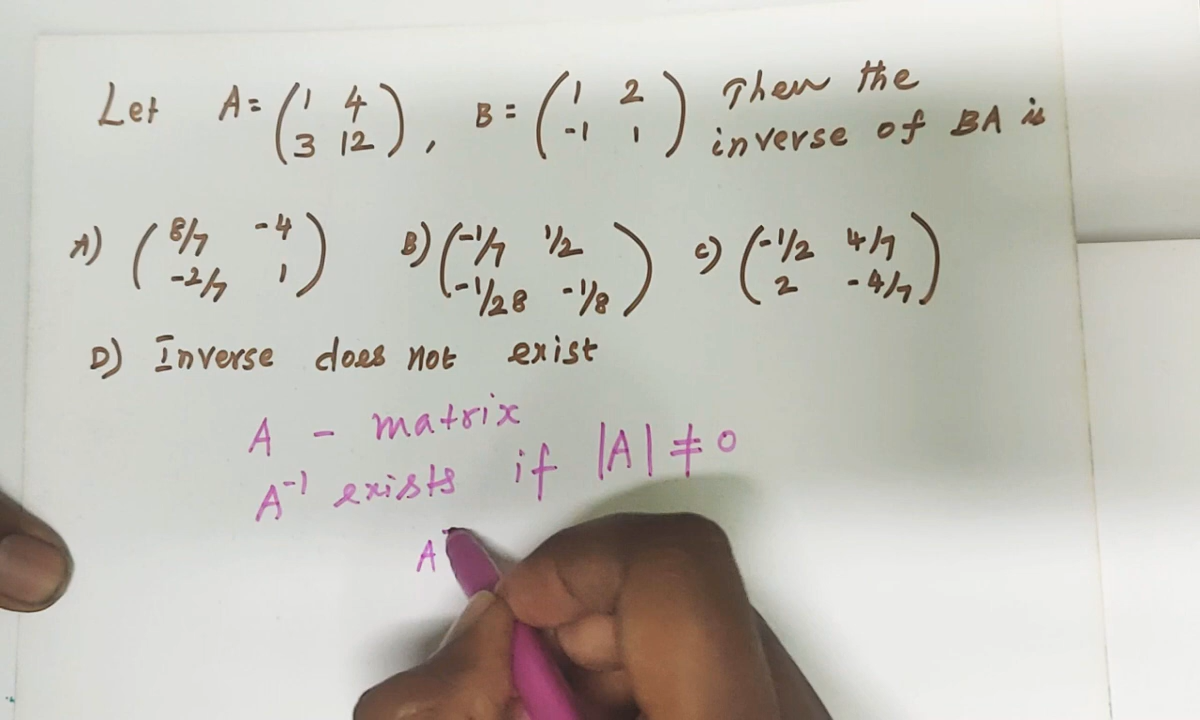 Let A = ( 1 4 ) , B = ( 1 2 ) Then the
( 3 12 ) ( -1 1 ) inverse of BA is
A) ( 8/7 -4 ) B) ( -1/7 1/2 ) C) ( -1/2 4/7 )
( -2/7 1 ) ( -1/28 -1/8 ) ( 2 -4/7 )
D) Inverse does not exist
A - matrix
A⁻¹ exists if |A| ≠ 0
A